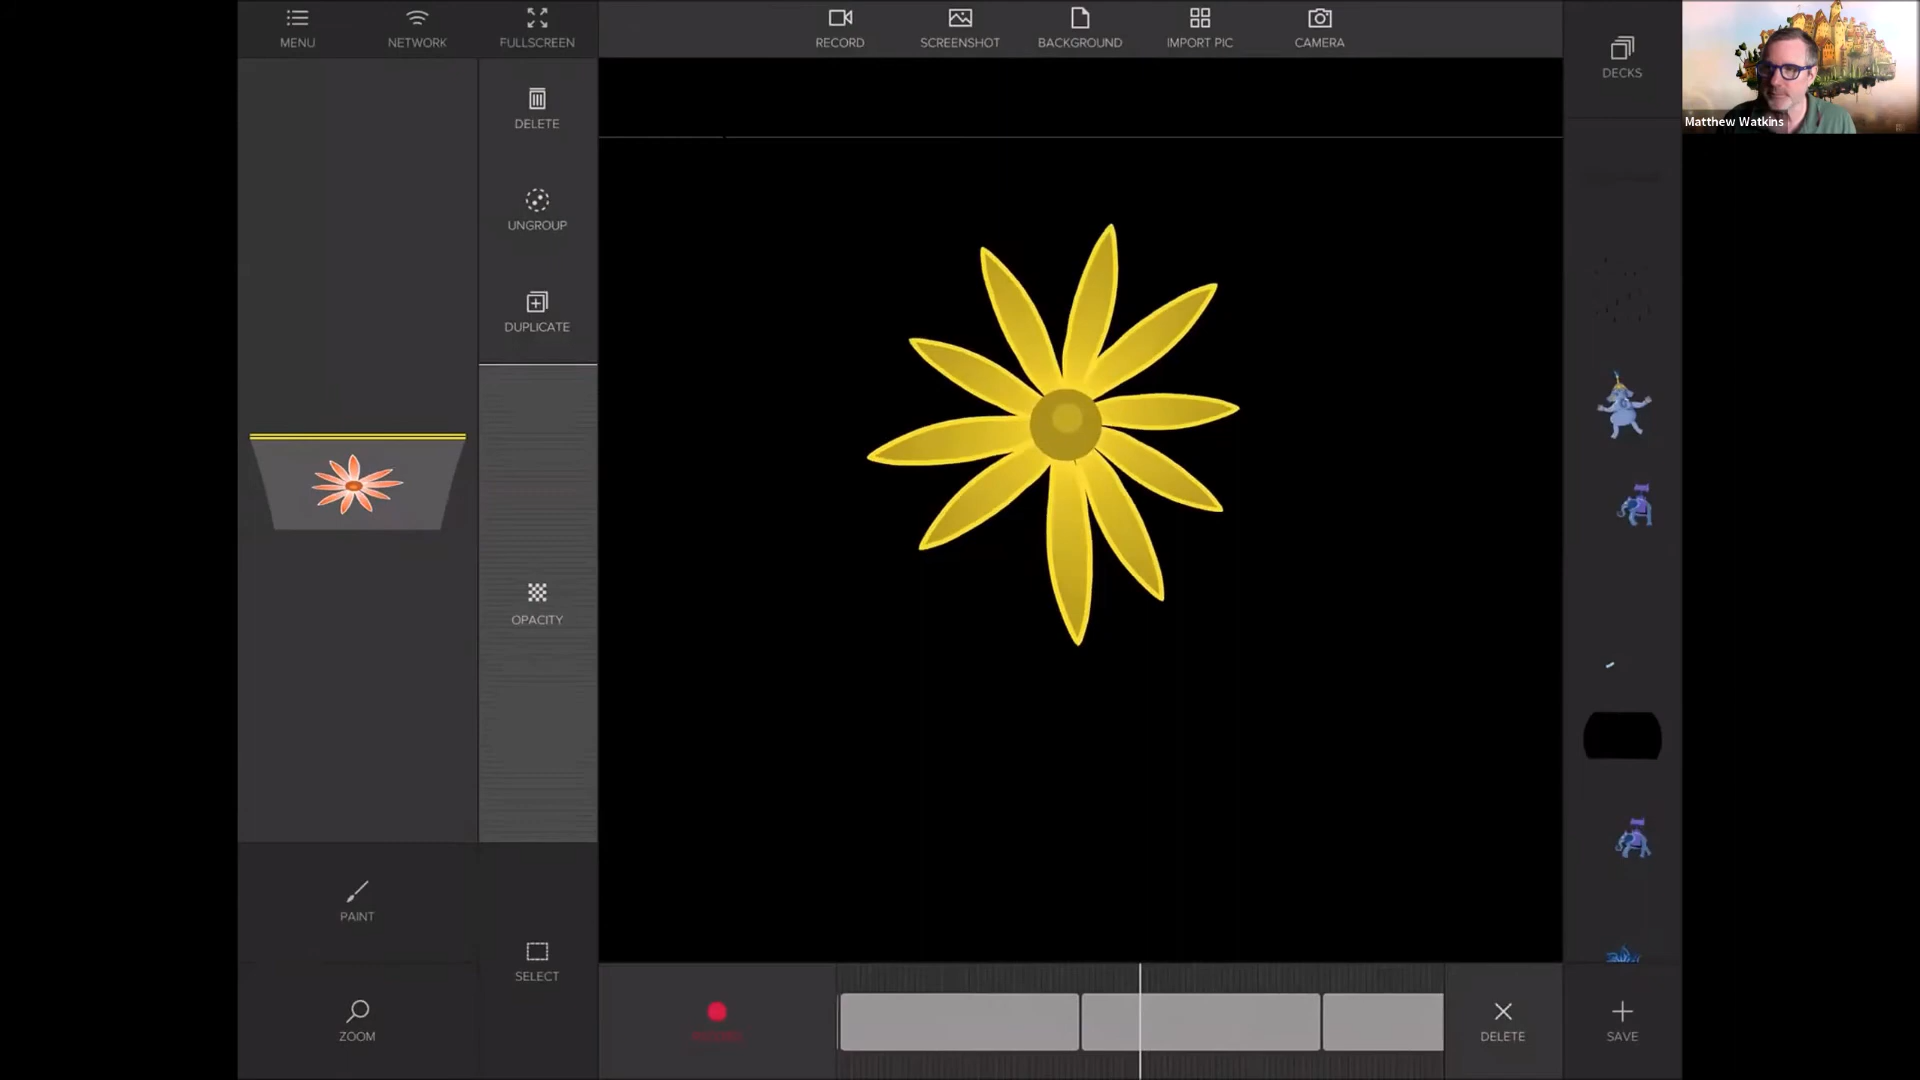 MENU
NETWORK
FULLSCREEN
RECORD
SCREENSHOT
BACKGROUND
IMPORT PIC
CAMERA
DECKS
Matthew Watkins
DELETE
UNGROUP
DUPLICATE
OPACITY
PAINT
SELECT
ZOOM
DELETE
SAVE